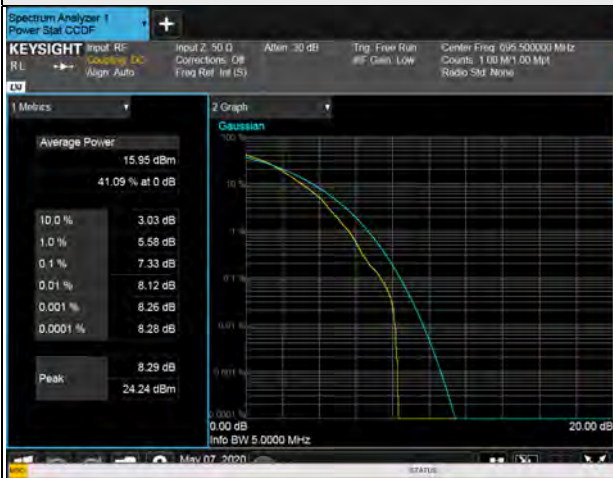 Spectrum Analyzer 1
Power Stat CCDF
KEYSIGHT
RL
Input: RF
Coupling: DC
Align: Auto
Input Z: 50 Ω
Corrections: Off
Freq Ref: Int (S)
Atten: 30 dB
Trig: Free Run
#IF Gain: Low
Center Freq: 695.500000 MHz
Counts: 1.00 M/1.00 Mpt
Radio Std: None
LW
1 Metrics
Average Power
15.95 dBm
41.09 % at 0 dB
10.0 % 3.03 dB
1.0 % 5.58 dB
0.1 % 7.33 dB
0.01 % 8.12 dB
0.001 % 8.26 dB
0.0001 % 8.28 dB
Peak 8.29 dB
24.24 dBm
2 Graph
Gaussian
100 %
10 %
1 %
0.1 %
0.01 %
0.001 %
0.0001 %
0.00 dB
20.00 dB
Info BW 5.0000 MHz
May 07, 2020
MSG
STATUS